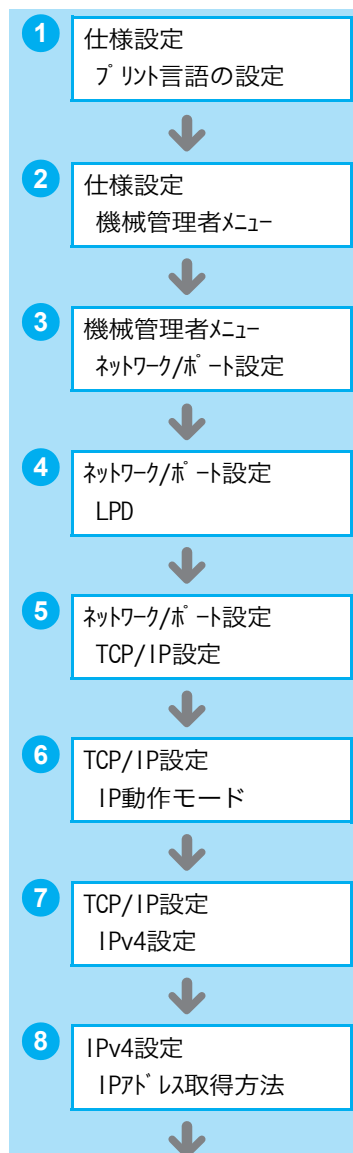 1
仕様設定
ﾌﾟﾘﾝﾄ言語の設定
2
仕様設定
機械管理者ﾒﾆｭｰ
3
機械管理者ﾒﾆｭｰ
ﾈｯﾄﾜｰｸ/ﾎﾟｰﾄ設定
4
ﾈｯﾄﾜｰｸ/ﾎﾟｰﾄ設定
LPD
5
ﾈｯﾄﾜｰｸ/ﾎﾟｰﾄ設定
TCP/IP設定
6
TCP/IP設定
IP動作モード
7
TCP/IP設定
IPv4設定
8
IPv4設定
IPｱﾄﾞﾚｽ取得方法